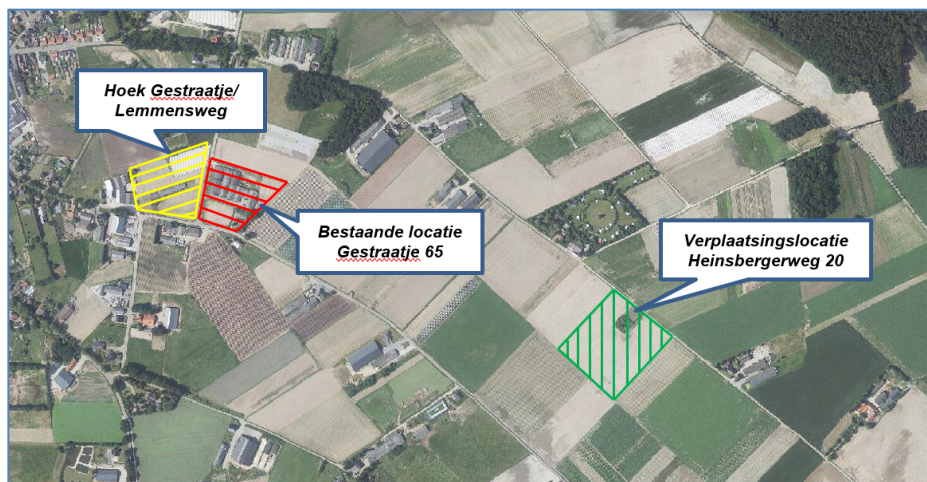 Hoek Gestraatje/
Lemmensweg
Bestaande locatie
Gestraatje 65
Verplaatsingslocatie
Heinsbergerweg 20